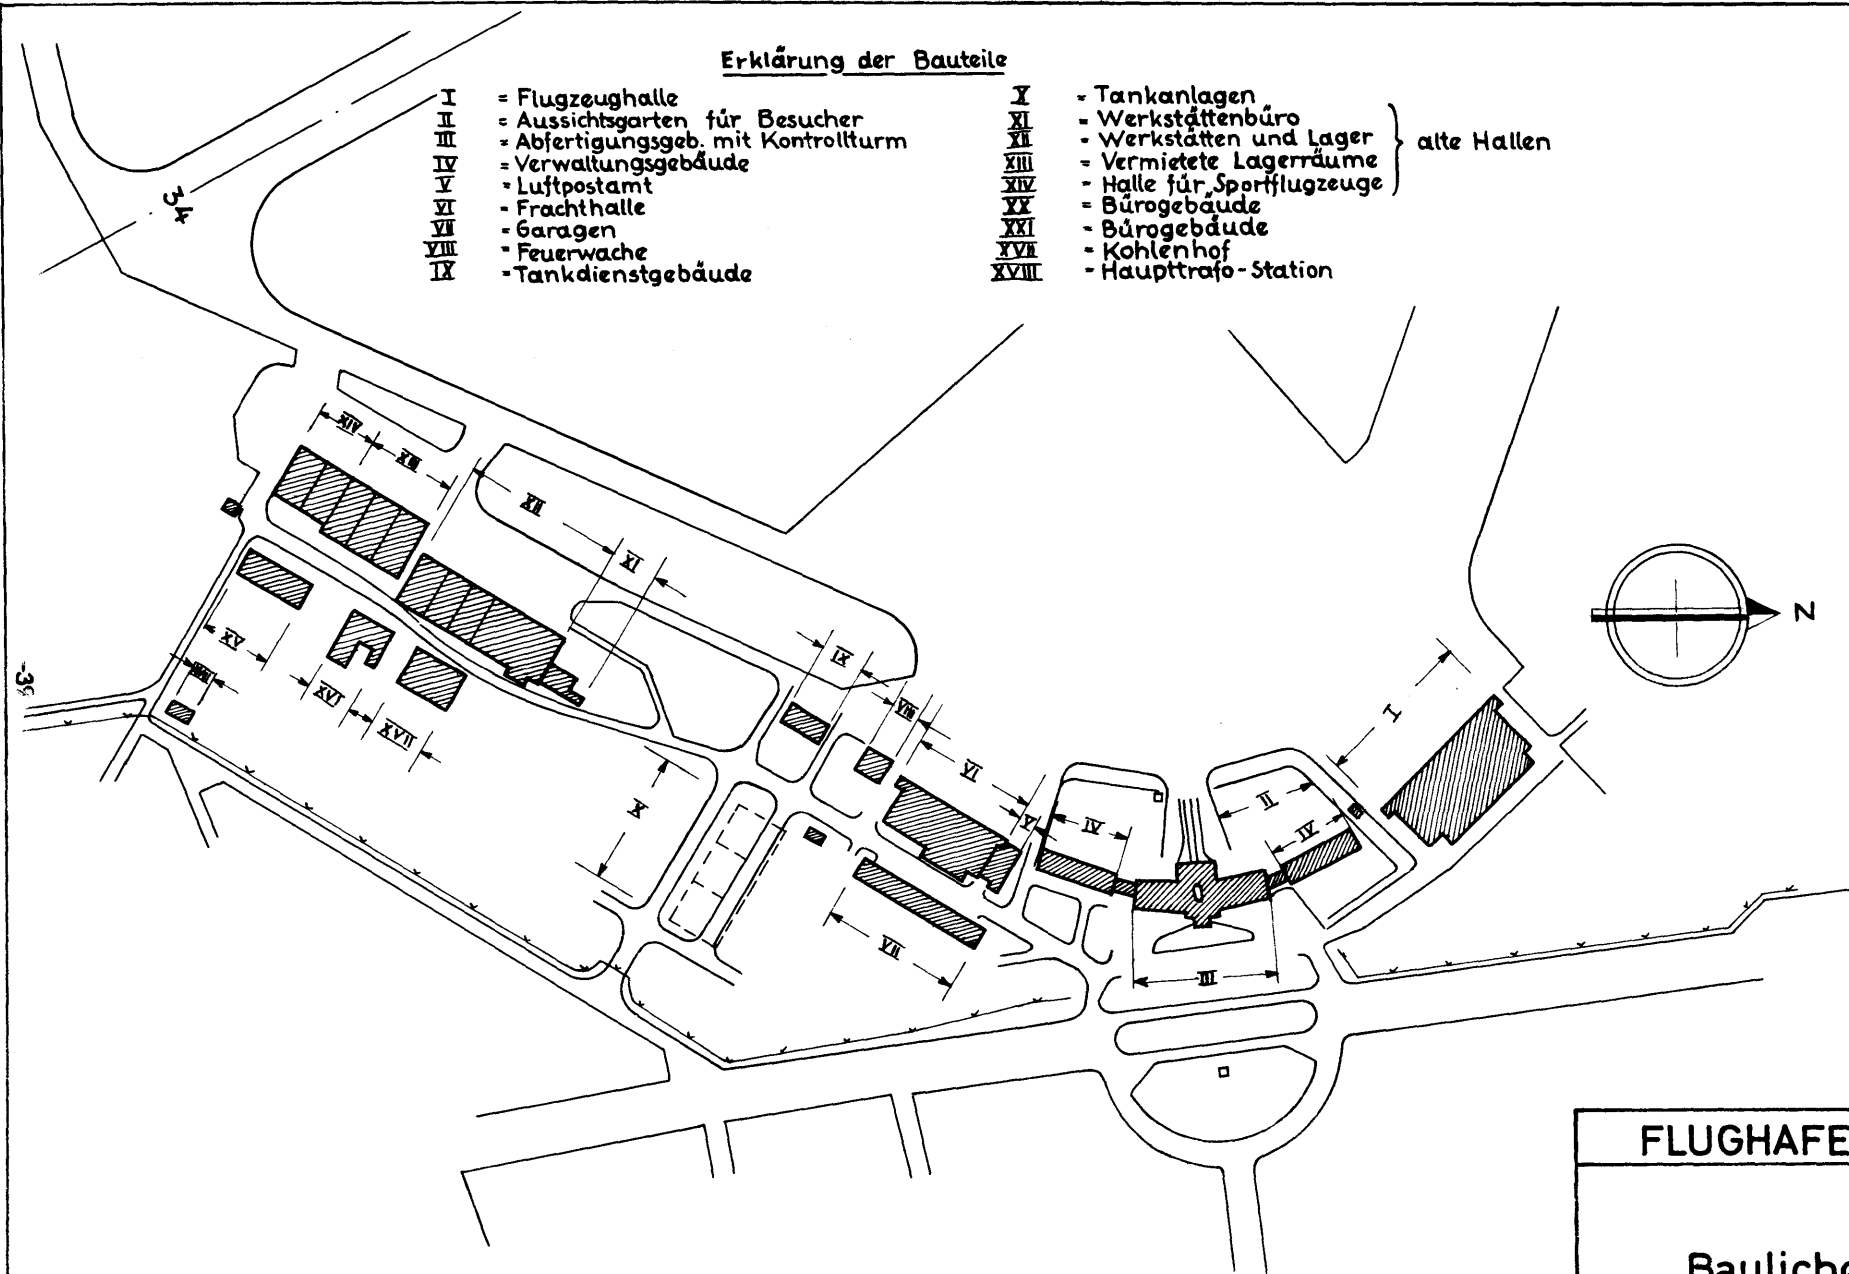 Erklärung der Bauteile
I = Flugzeughalle
II = Aussichtsgarten für Besucher
III = Abfertigungsgeb. mit Kontrollturm
IV = Verwaltungsgebäude
V = Luftpostamt
VI = Frachthalle
VII = Garagen
VIII = Feuerwache
IX = Tankdienstgebäude
X = Tankanlagen
XI = Werkstättenbüro
XII = Werkstätten und Lager
XIII = Vermietete Lagerräume
XIV = Halle für Sportflugzeuge
alte Hallen
XX = Bürogebäude
XXI = Bürogebäude
XVII = Kohlenhof
XVIII = Haupttrafo-Station
34
XIV
XIII
XII
XI
IX
VIII
VI
V
IV
II
IV
I
N
XV
XVIII
XVI
XVII
X
VII
III
FLUGHAFE
Bauliche